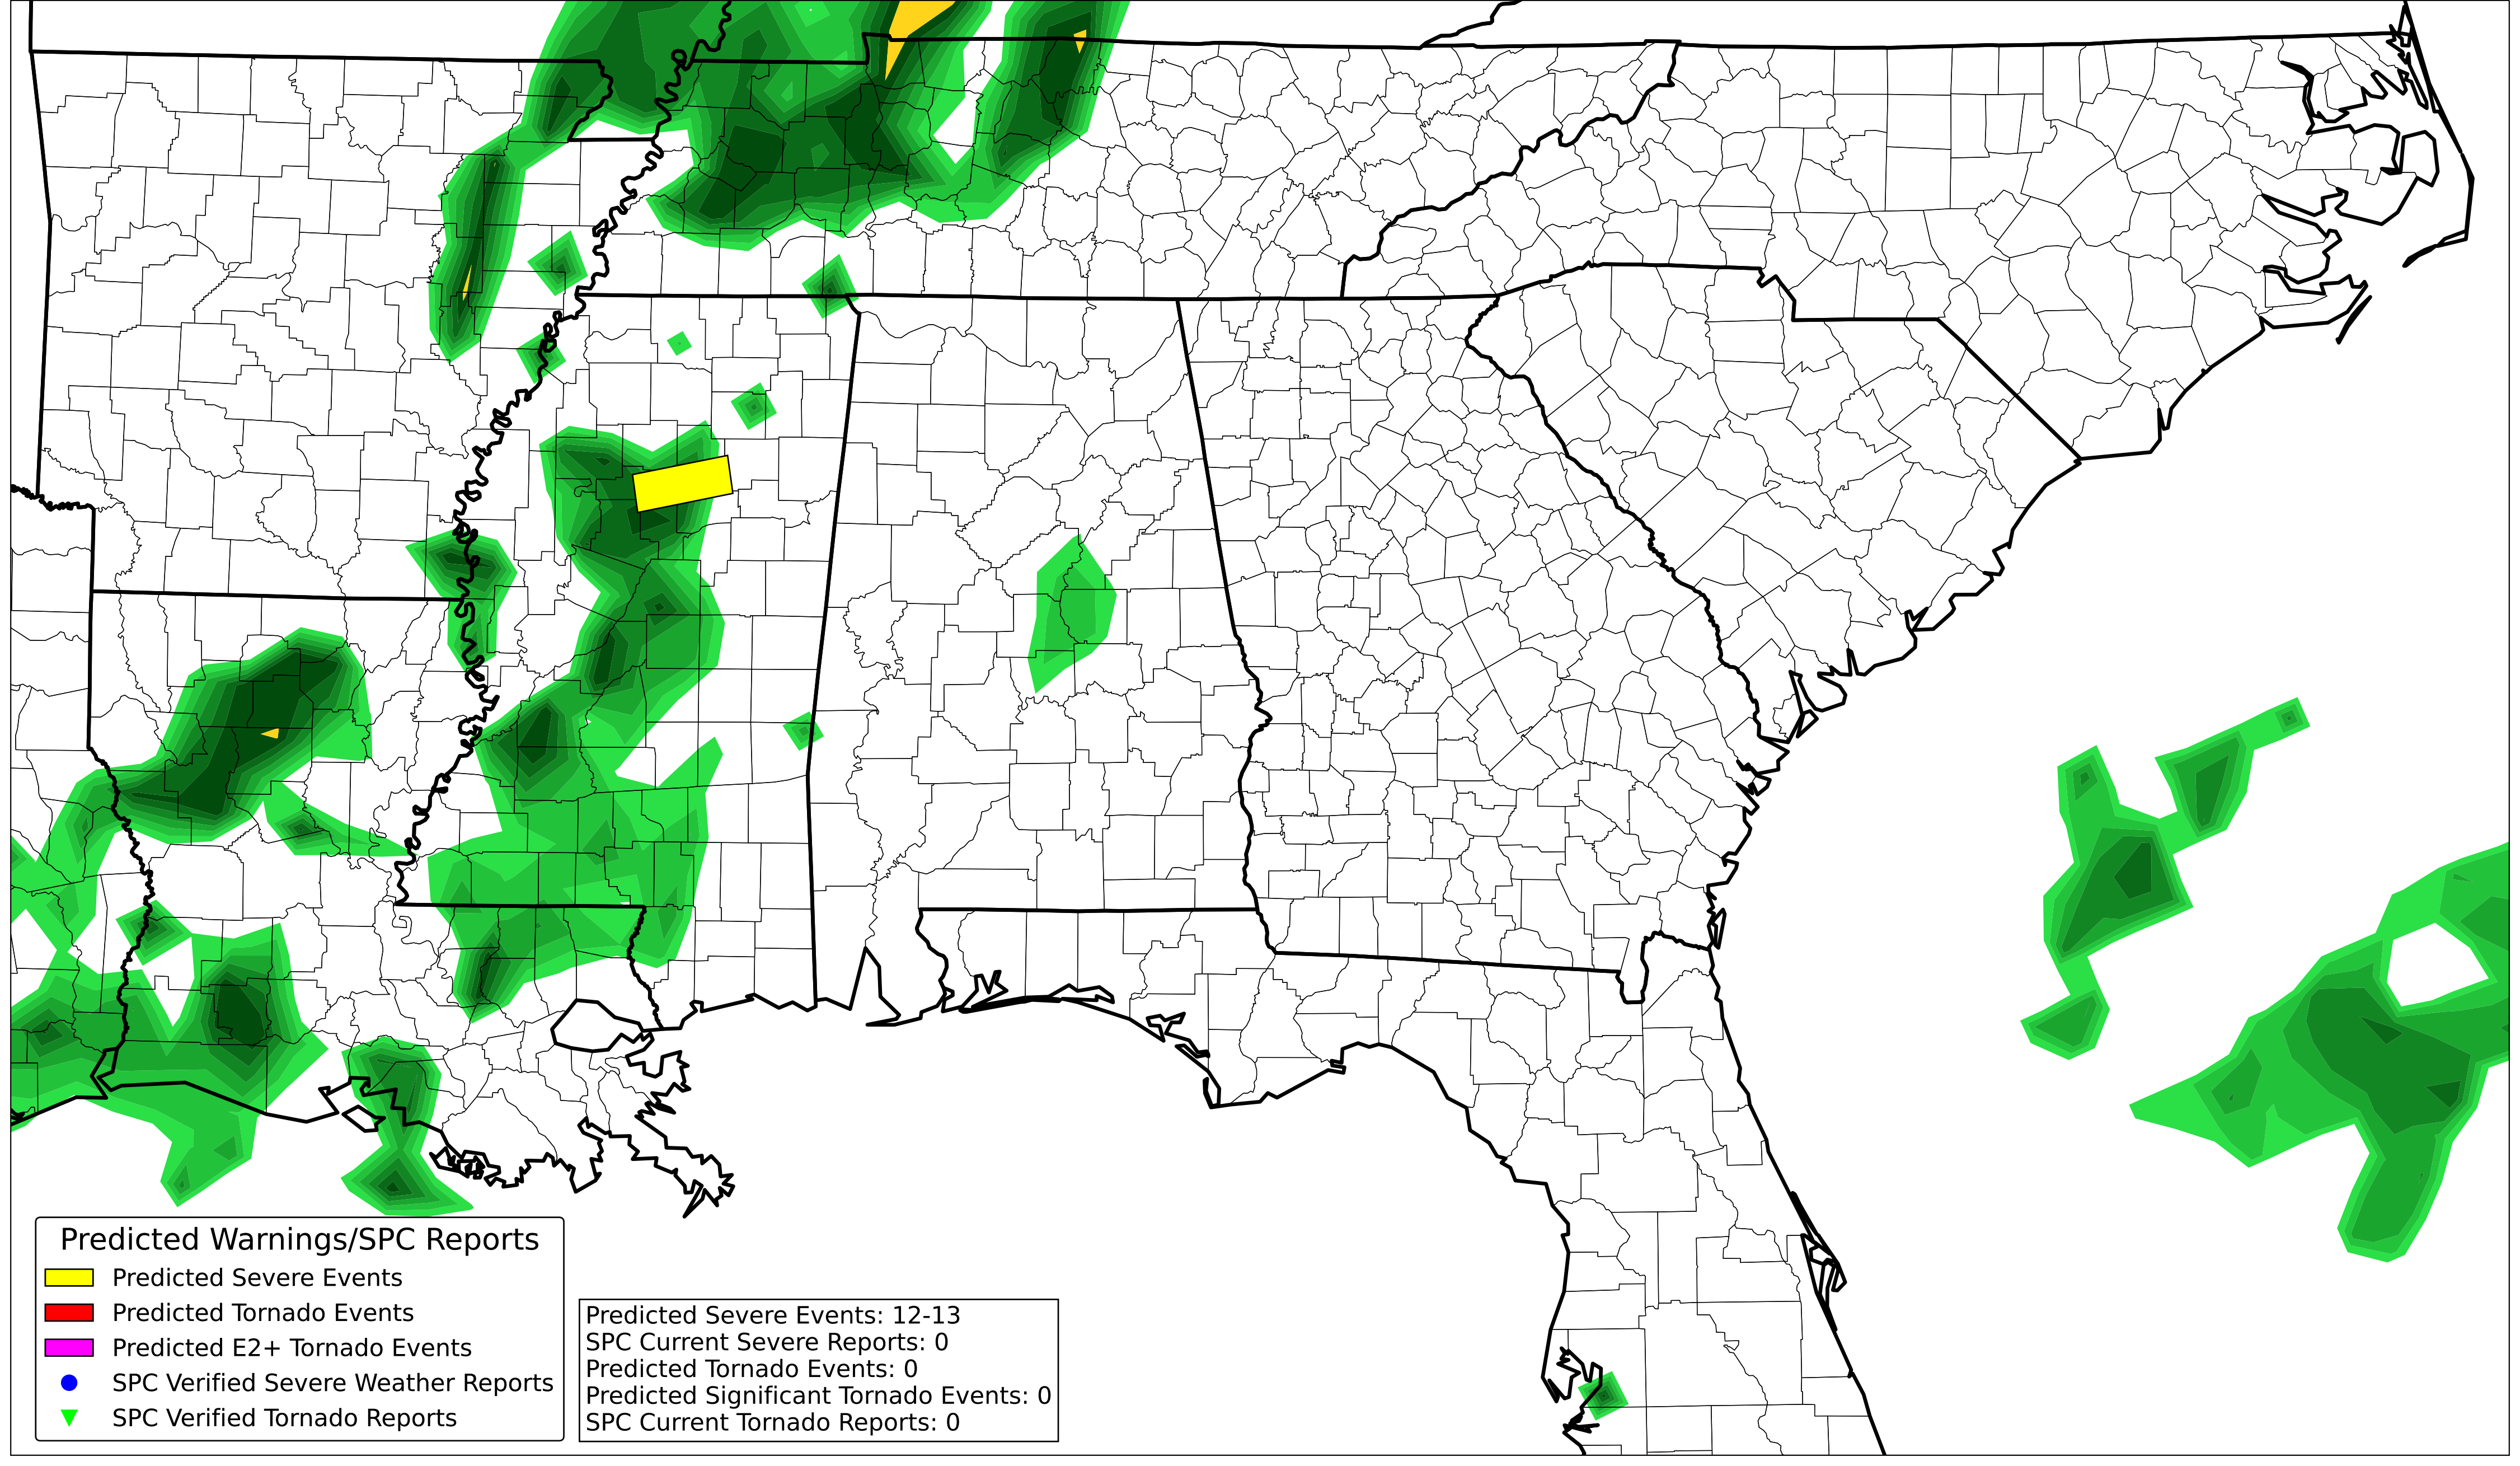 Predicted Warnings/SPC Reports
Predicted Severe Events
Predicted Tornado Events
Predicted E2+ Tornado Events
SPC Verified Severe Weather Reports
SPC Verified Tornado Reports
Predicted Severe Events: 12-13
SPC Current Severe Reports: 0
Predicted Tornado Events: 0
Predicted Significant Tornado Events: 0
SPC Current Tornado Reports: 0